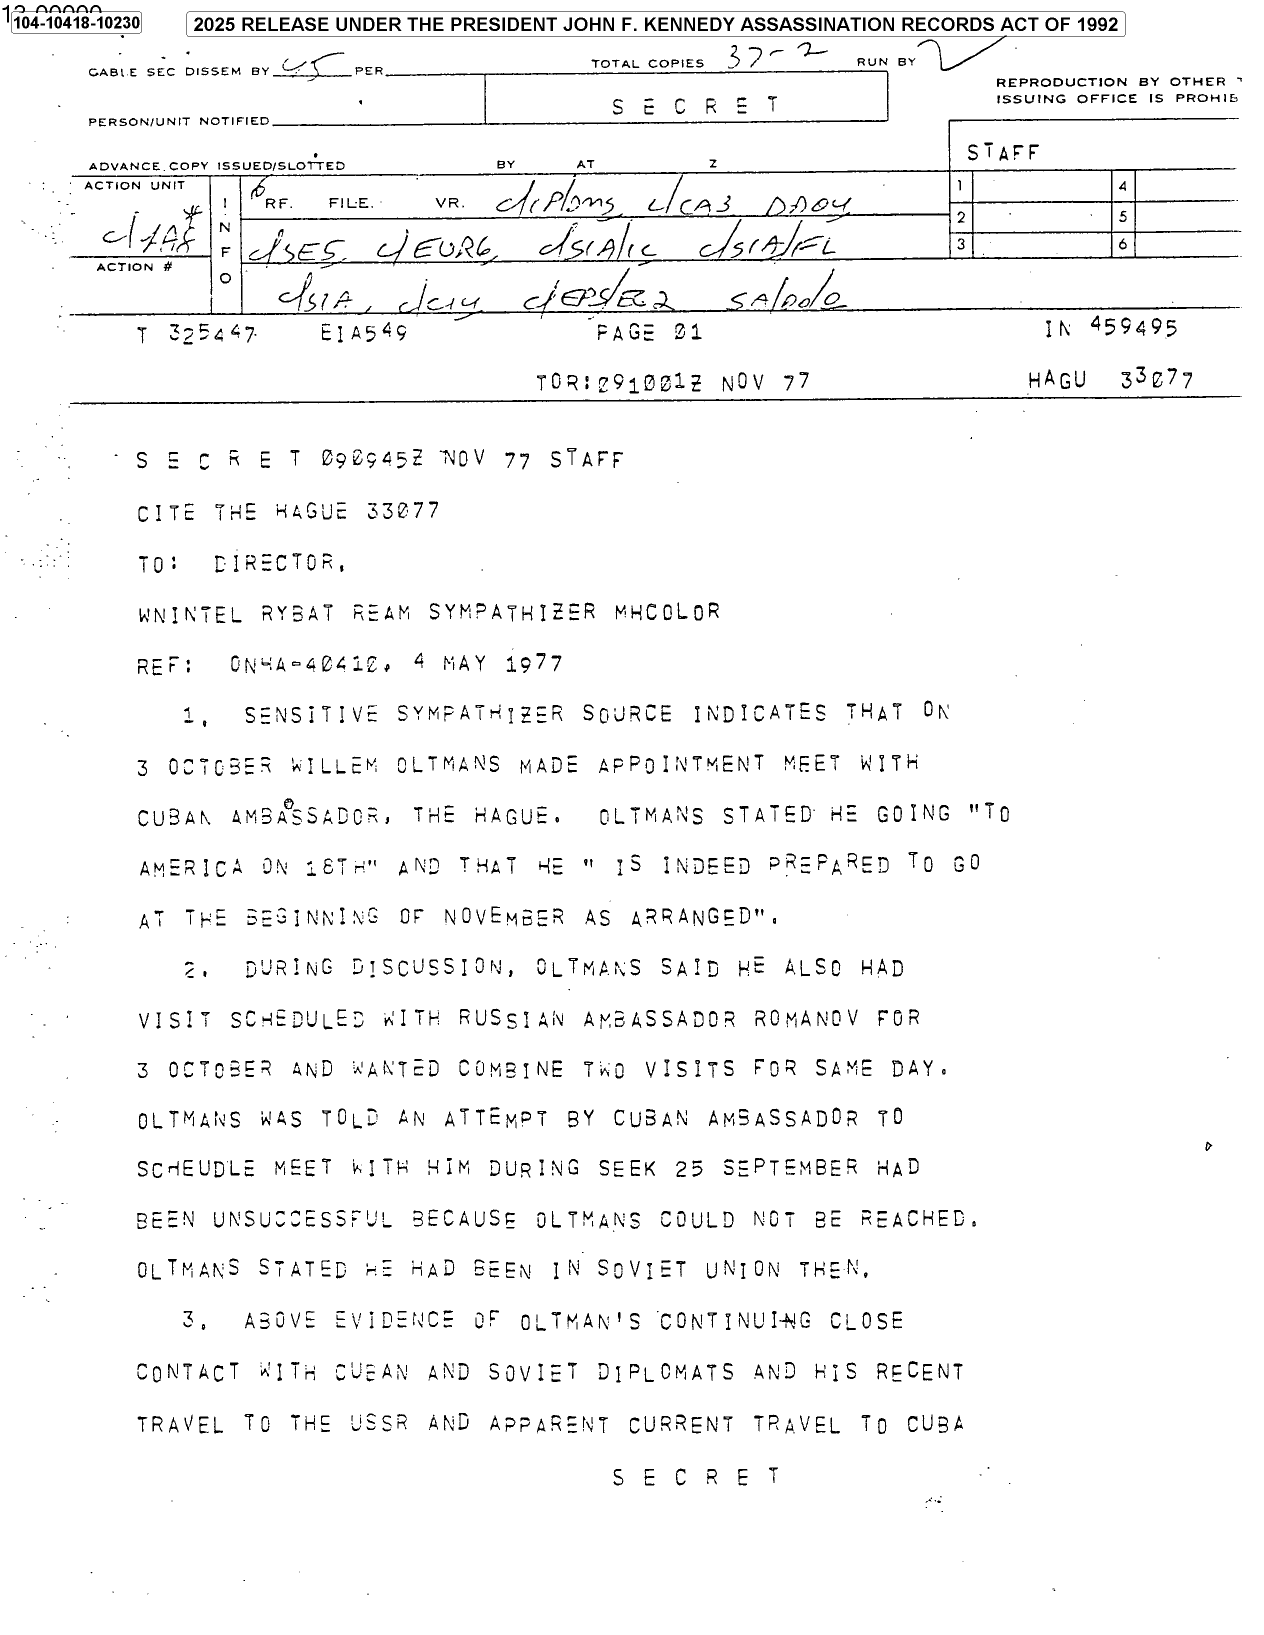 104-10418-10230
2025 RELEASE UNDER THE PRESIDENT JOHN F. KENNEDY ASSASSINATION RECORDS ACT OF 1992
CABLE SEC DISSEM BY PER
TOTAL COPIES 37-2 RUN BY
REPRODUCTION BY OTHER
SECRET
ISSUING OFFICE IS PROHIB
PERSON/UNIT NOTIFIED
STAFF
ADVANCE COPY ISSUED/SLOTTED BY AT Z
ACTION UNIT
INFO
RF. FILE. VR.
1 4
2 5
3 6
C/EUR6, C/SIA/IC C/SIA/FL
ACTION #
C/SIA, C/EPS/EG2 SA/DO/O
T 325447 EIA549 PAGE 01 IN 459495
TOR:091001Z NOV 77 HAGU 33077
S E C R E T 090945Z NOV 77 STAFF
CITE THE HAGUE 33077
TO: DIRECTOR.
WNINTEL RYBAT REAM SYMPATHIZER MHCOLOR
REF: ONHA-40410, 4 MAY 1977
1. SENSITIVE SYMPATHIZER SOURCE INDICATES THAT ON
3 OCTOBER WILLEM OLTMANS MADE APPOINTMENT MEET WITH
CUBAN AMBASSADOR, THE HAGUE. OLTMANS STATED HE GOING "TO
AMERICA ON 18TH" AND THAT HE " IS INDEED PREPARED TO GO
AT THE BEGINNING OF NOVEMBER AS ARRANGED".
2. DURING DISCUSSION, OLTMANS SAID HE ALSO HAD
VISIT SCHEDULED WITH RUSSIAN AMBASSADOR ROMANOV FOR
3 OCTOBER AND WANTED COMBINE TWO VISITS FOR SAME DAY.
OLTMANS WAS TOLD AN ATTEMPT BY CUBAN AMBASSADOR TO
SCHEUDLE MEET WITH HIM DURING SEEK 25 SEPTEMBER HAD
BEEN UNSUCCESSFUL BECAUSE OLTMANS COULD NOT BE REACHED.
OLTMANS STATED HE HAD BEEN IN SOVIET UNION THEN.
3. ABOVE EVIDENCE OF OLTMAN'S CONTINUING CLOSE
CONTACT WITH CUBAN AND SOVIET DIPLOMATS AND HIS RECENT
TRAVEL TO THE USSR AND APPARENT CURRENT TRAVEL TO CUBA
S E C R E T